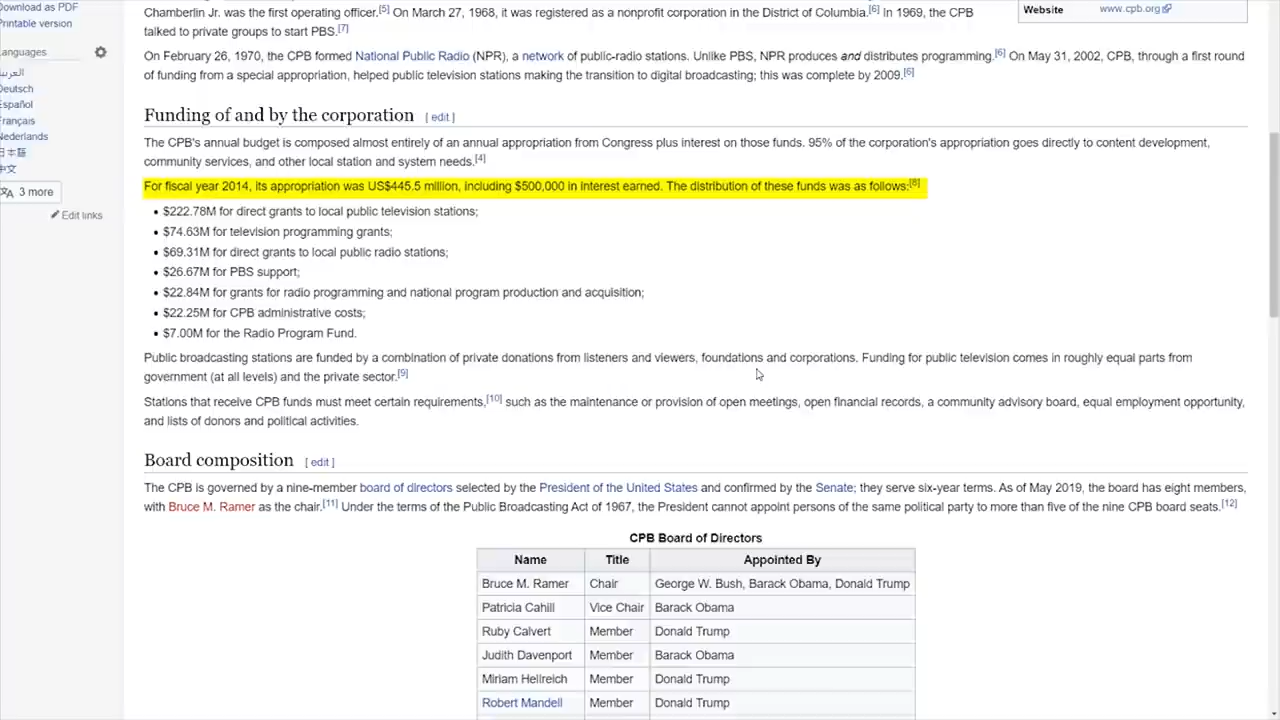 Download as PDF
Printable version
Languages
العربية
Deutsch
Español
Français
Nederlands
日本語
中文
3 more
Edit links
Chamberlin Jr. was the first operating officer.[5] On March 27, 1968, it was registered as a nonprofit corporation in the District of Columbia.[6] In 1969, the CPB
talked to private groups to start PBS.[7]
On February 26, 1970, the CPB formed National Public Radio (NPR), a network of public-radio stations. Unlike PBS, NPR produces and distributes programming.[6] On May 31, 2002, CPB, through a first round
of funding from a special appropriation, helped public television stations making the transition to digital broadcasting; this was complete by 2009.[6]
Website www.cpb.org
Funding of and by the corporation [ edit ]
The CPB's annual budget is composed almost entirely of an annual appropriation from Congress plus interest on those funds. 95% of the corporation's appropriation goes directly to content development,
community services, and other local station and system needs.[4]
For fiscal year 2014, its appropriation was US$445.5 million, including $500,000 in interest earned. The distribution of these funds was as follows:[8]
• $222.78M for direct grants to local public television stations;
• $74.63M for television programming grants;
• $69.31M for direct grants to local public radio stations;
• $26.67M for PBS support;
• $22.84M for grants for radio programming and national program production and acquisition;
• $22.25M for CPB administrative costs;
• $7.00M for the Radio Program Fund.
Public broadcasting stations are funded by a combination of private donations from listeners and viewers, foundations and corporations. Funding for public television comes in roughly equal parts from
government (at all levels) and the private sector.[9]
Stations that receive CPB funds must meet certain requirements,[10] such as the maintenance or provision of open meetings, open financial records, a community advisory board, equal employment opportunity,
and lists of donors and political activities.
Board composition [ edit ]
The CPB is governed by a nine-member board of directors selected by the President of the United States and confirmed by the Senate; they serve six-year terms. As of May 2019, the board has eight members,
with Bruce M. Ramer as the chair.[11] Under the terms of the Public Broadcasting Act of 1967, the President cannot appoint persons of the same political party to more than five of the nine CPB board seats.[12]
CPB Board of Directors
Name Title Appointed By
Bruce M. Ramer Chair George W. Bush, Barack Obama, Donald Trump
Patricia Cahill Vice Chair Barack Obama
Ruby Calvert Member Donald Trump
Judith Davenport Member Barack Obama
Miriam Hellreich Member Donald Trump
Robert Mandell Member Donald Trump